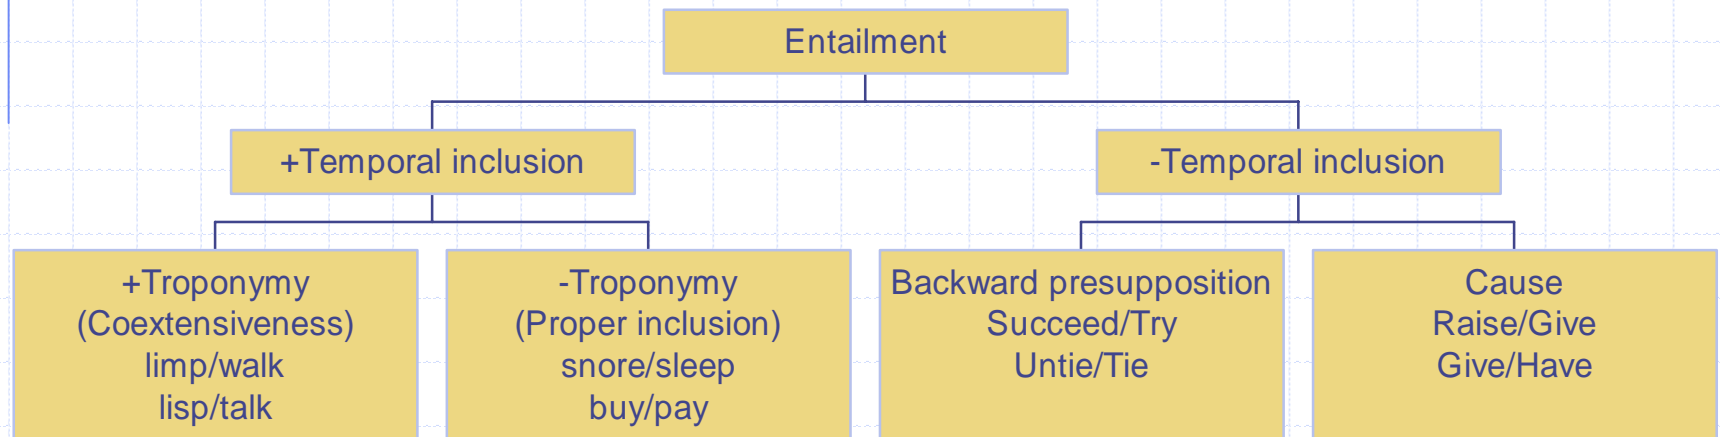 Entailment
+Temporal inclusion
-Temporal inclusion
+Troponymy
(Coextensiveness)
limp/walk
lisp/talk
-Troponymy
(Proper inclusion)
snore/sleep
buy/pay
Backward presupposition
Succeed/Try
Untie/Tie
Cause
Raise/Give
Give/Have